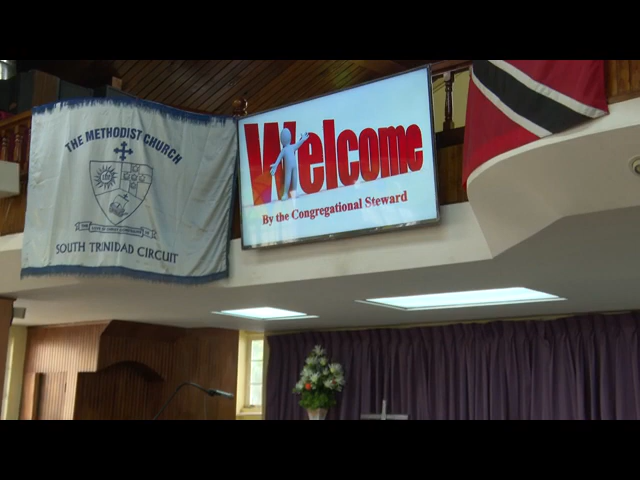 THE METHODIST CHURCH
SOUTH TRINIDAD CIRCUIT
Welcome
By the Congregational Steward